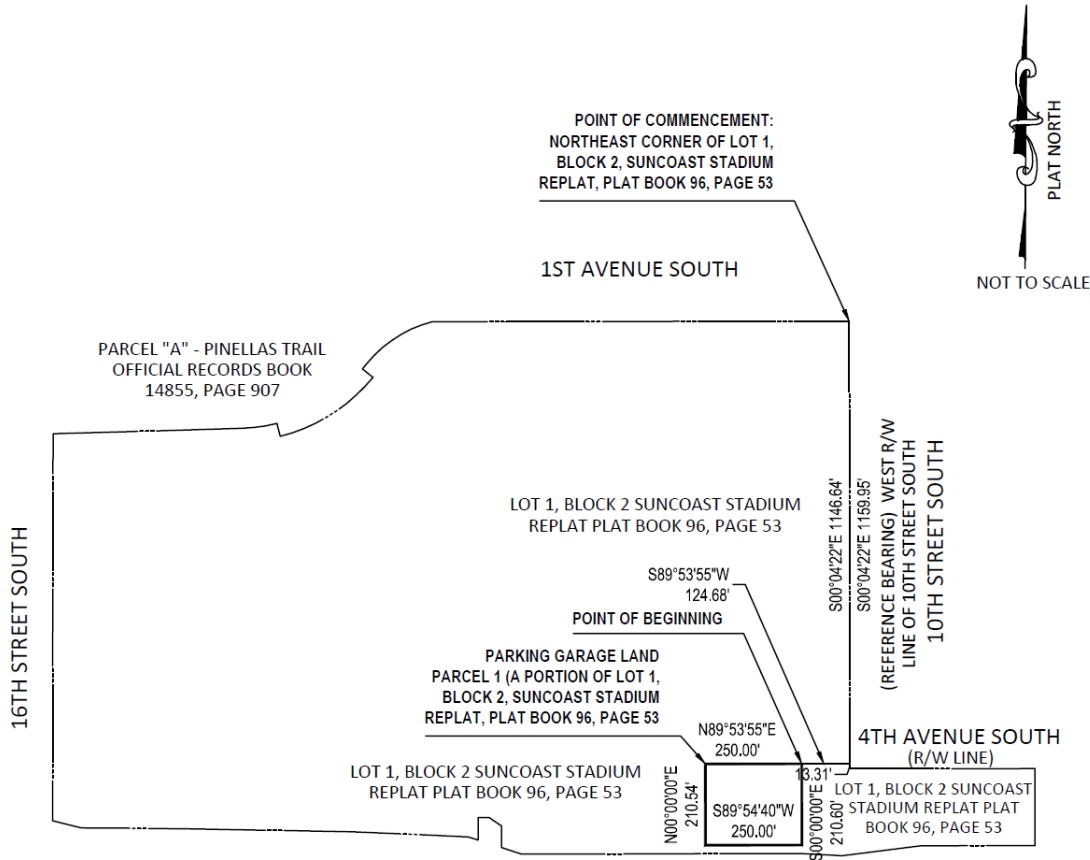 POINT OF COMMENCEMENT:
NORTHEAST CORNER OF LOT 1,
BLOCK 2, SUNCOAST STADIUM
REPLAT, PLAT BOOK 96, PAGE 53
PLAT NORTH
NOT TO SCALE
1ST AVENUE SOUTH
PARCEL "A" - PINELLAS TRAIL
OFFICIAL RECORDS BOOK
14855, PAGE 907
16TH STREET SOUTH
LOT 1, BLOCK 2 SUNCOAST STADIUM
REPLAT PLAT BOOK 96, PAGE 53
S00°04'22"E 1146.64'
S00°04'22"E 1159.95'
(REFERENCE BEARING) WEST R/W
LINE OF 10TH STREET SOUTH
10TH STREET SOUTH
S89°53'55"W
124.68'
POINT OF BEGINNING
PARKING GARAGE LAND
PARCEL 1 (A PORTION OF LOT 1,
BLOCK 2, SUNCOAST STADIUM
REPLAT, PLAT BOOK 96, PAGE 53
N89°53'55"E
250.00'
4TH AVENUE SOUTH
(R/W LINE)
13.31'
LOT 1, BLOCK 2 SUNCOAST STADIUM
REPLAT PLAT BOOK 96, PAGE 53
N00°00'00"E
210.54'
S89°54'40"W
250.00'
S00°00'00"E
210.60'
LOT 1, BLOCK 2 SUNCOAST
STADIUM REPLAT PLAT
BOOK 96, PAGE 53